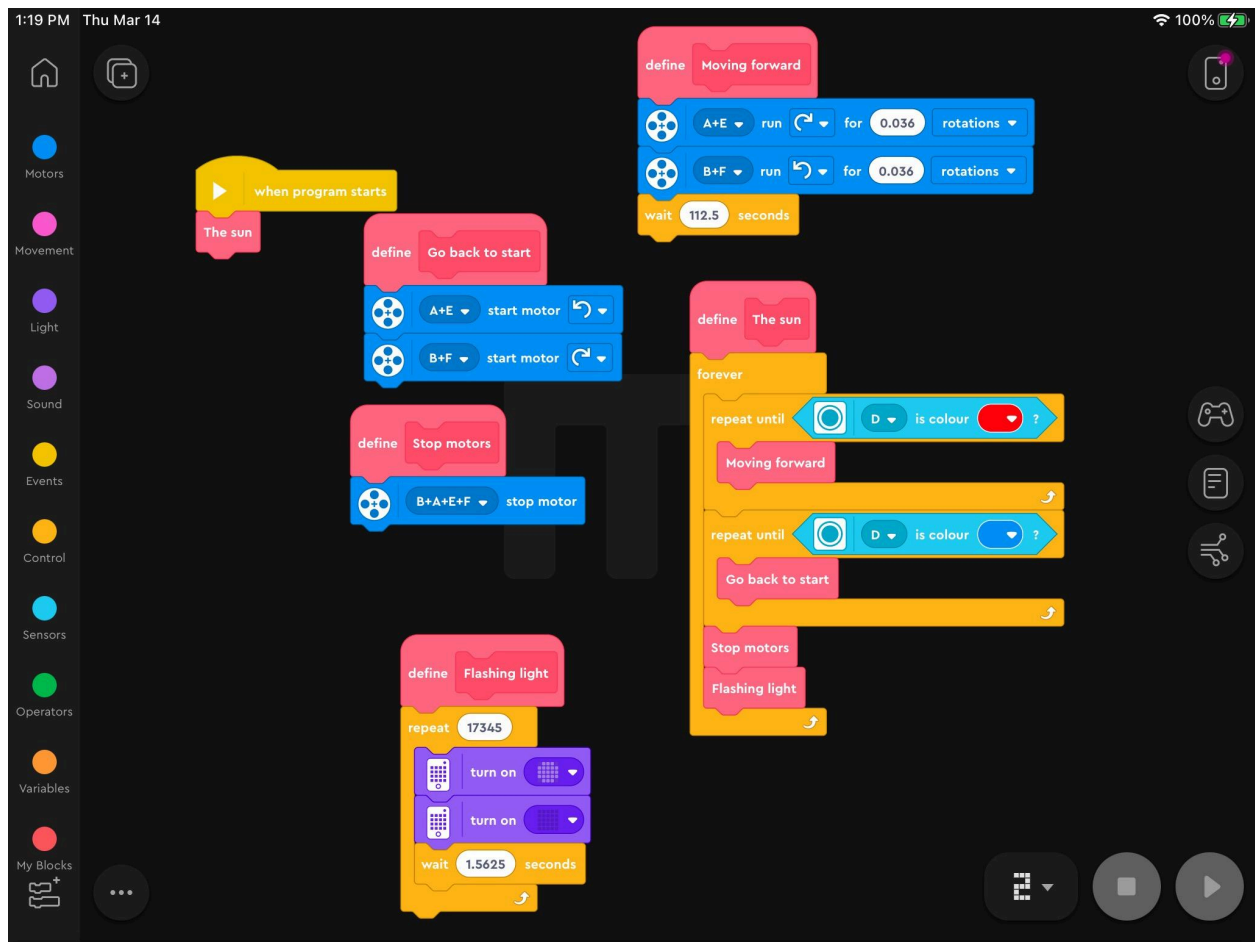 1:19 PM Thu Mar 14
100%
Motors
Movement
Light
Sound
Events
Control
Sensors
Operators
Variables
My Blocks
when program starts
The sun
define Go back to start
A+E start motor
B+F start motor
define Stop motors
B+A+E+F stop motor
define Flashing light
repeat 17345
turn on
turn on
wait 1.5625 seconds
define Moving forward
A+E run for 0.036 rotations
B+F run for 0.036 rotations
wait 112.5 seconds
define The sun
forever
repeat until D is colour ?
Moving forward
repeat until D is colour ?
Go back to start
Stop motors
Flashing light
2